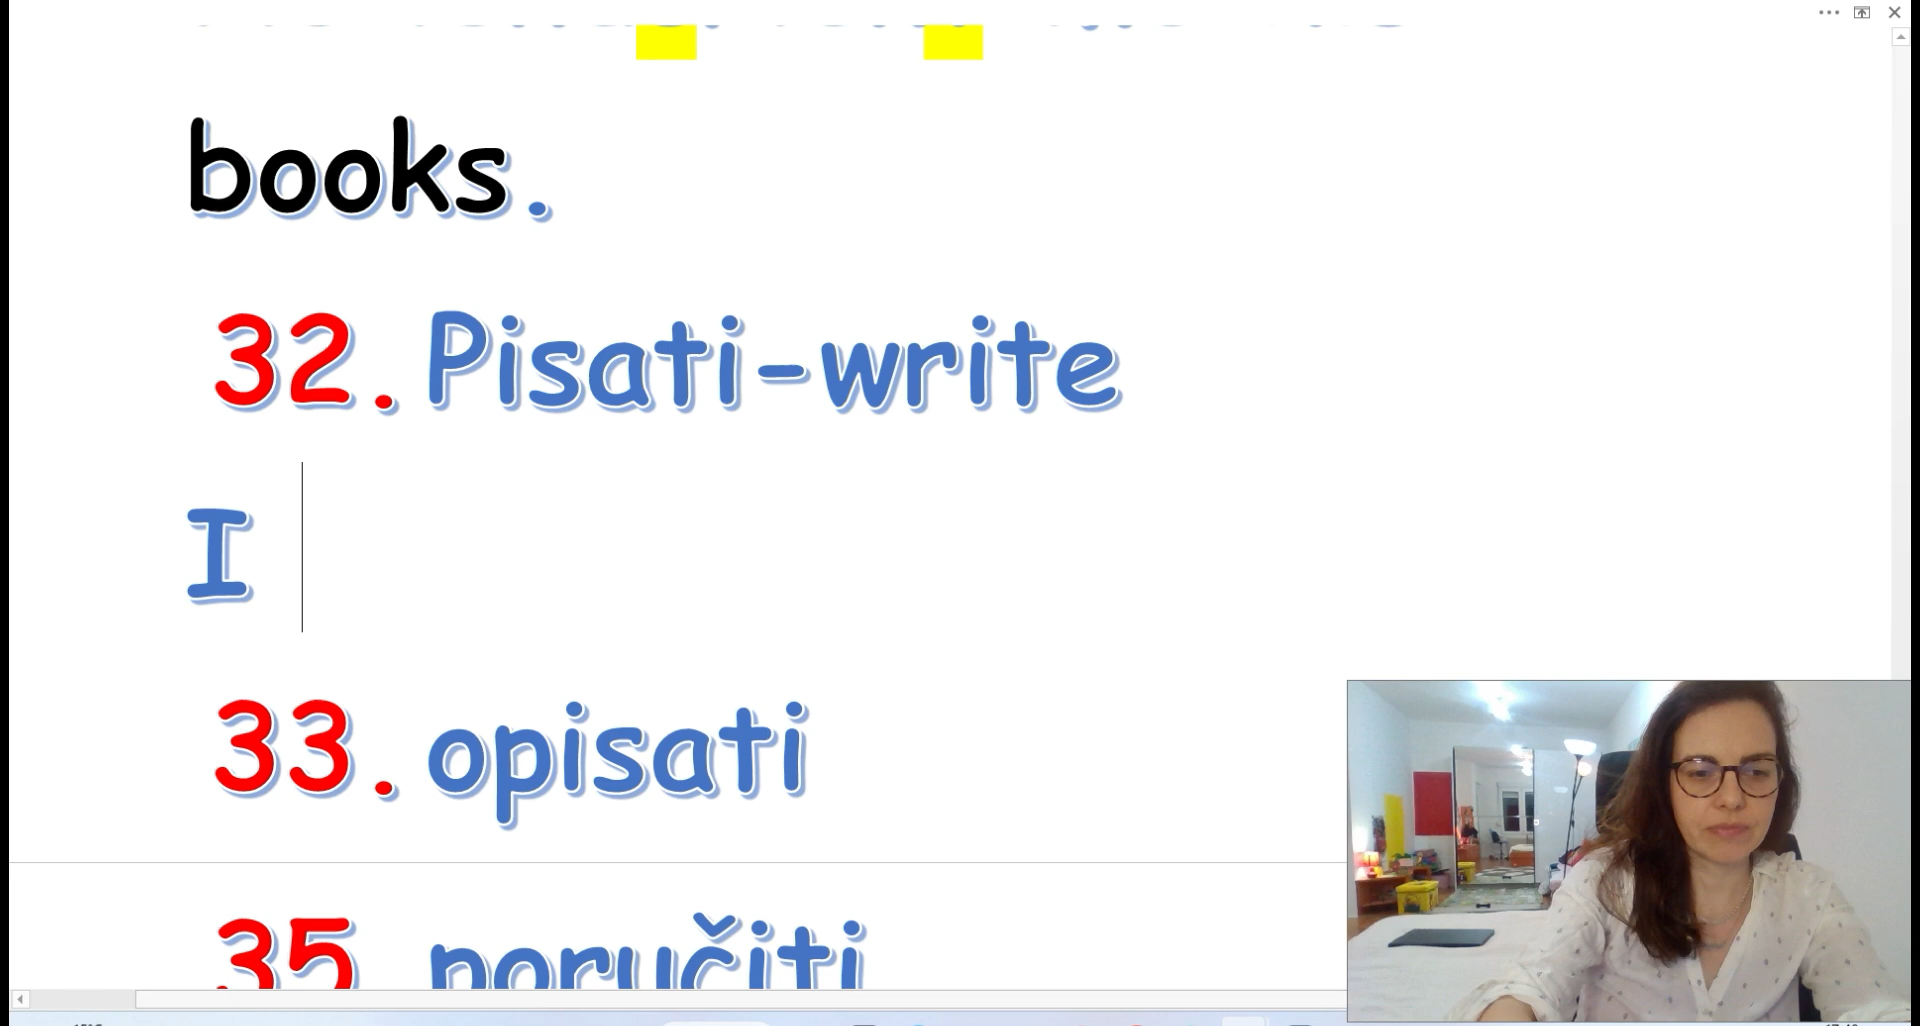 books.
32. Pisati-write
I
33. opisati
35 poručiti